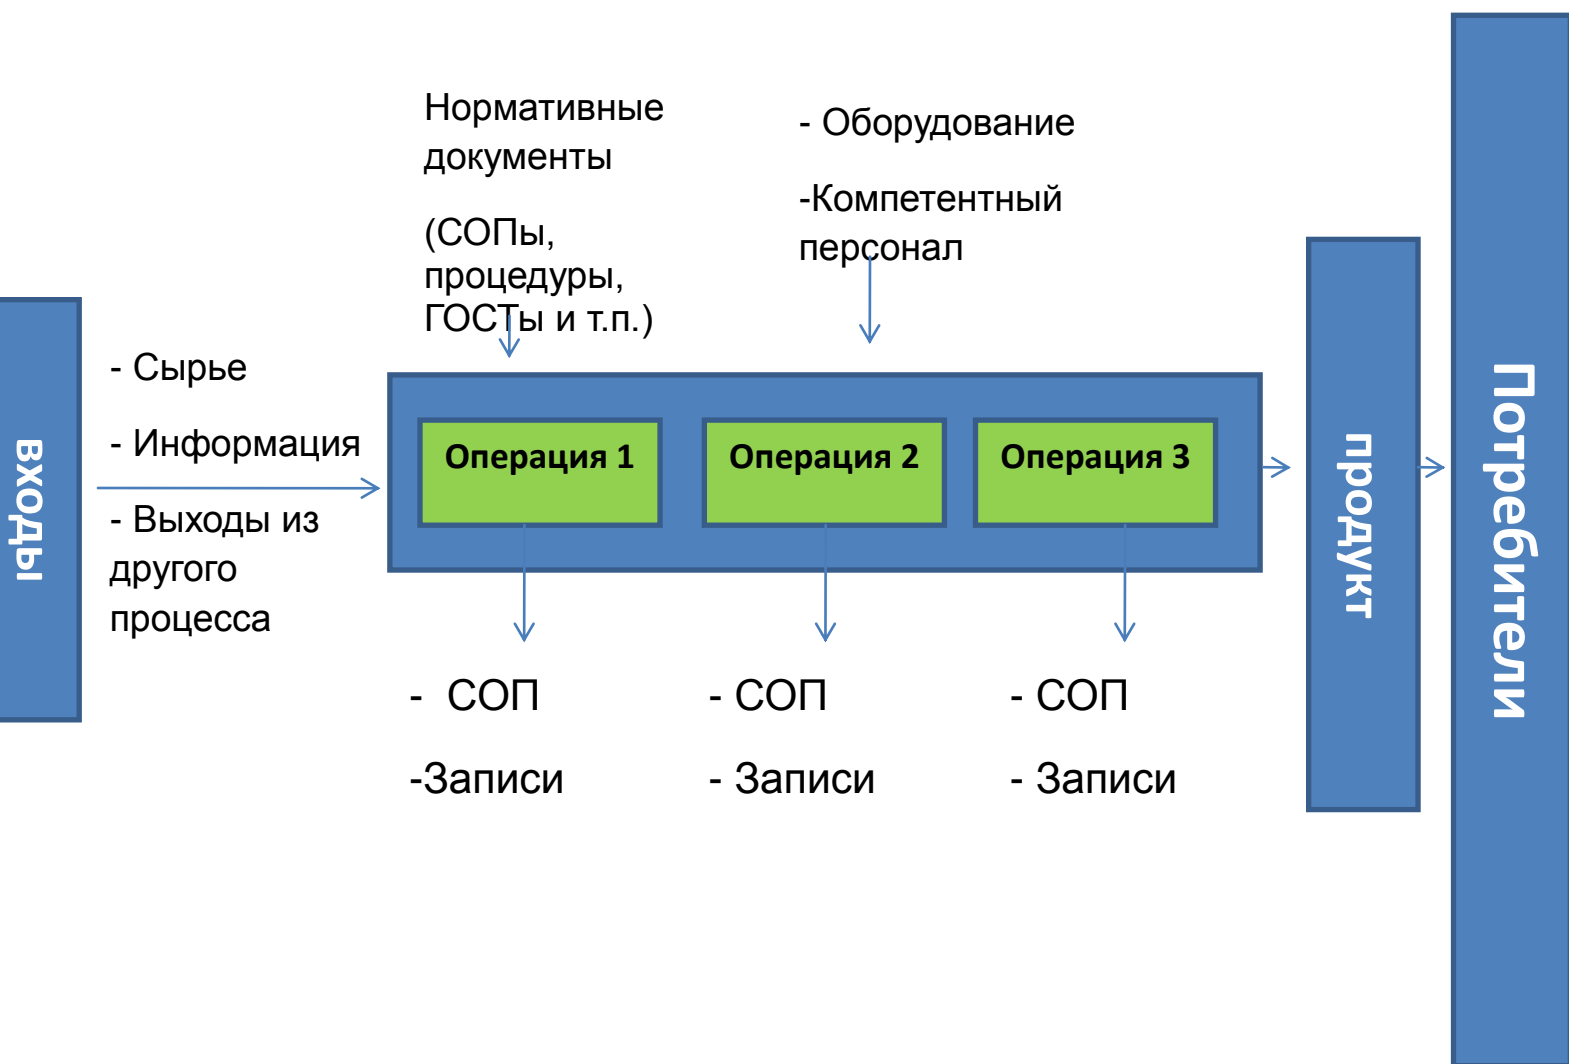 Нормативные
документы
(СОПы,
процедуры,
ГОСТы и т.п.)
- Оборудование
-Компетентный
персонал
входы
- Сырье
- Информация
- Выходы из
другого
процесса
Операция 1
Операция 2
Операция 3
- СОП
-Записи
- СОП
- Записи
- СОП
- Записи
продукт
Потребители